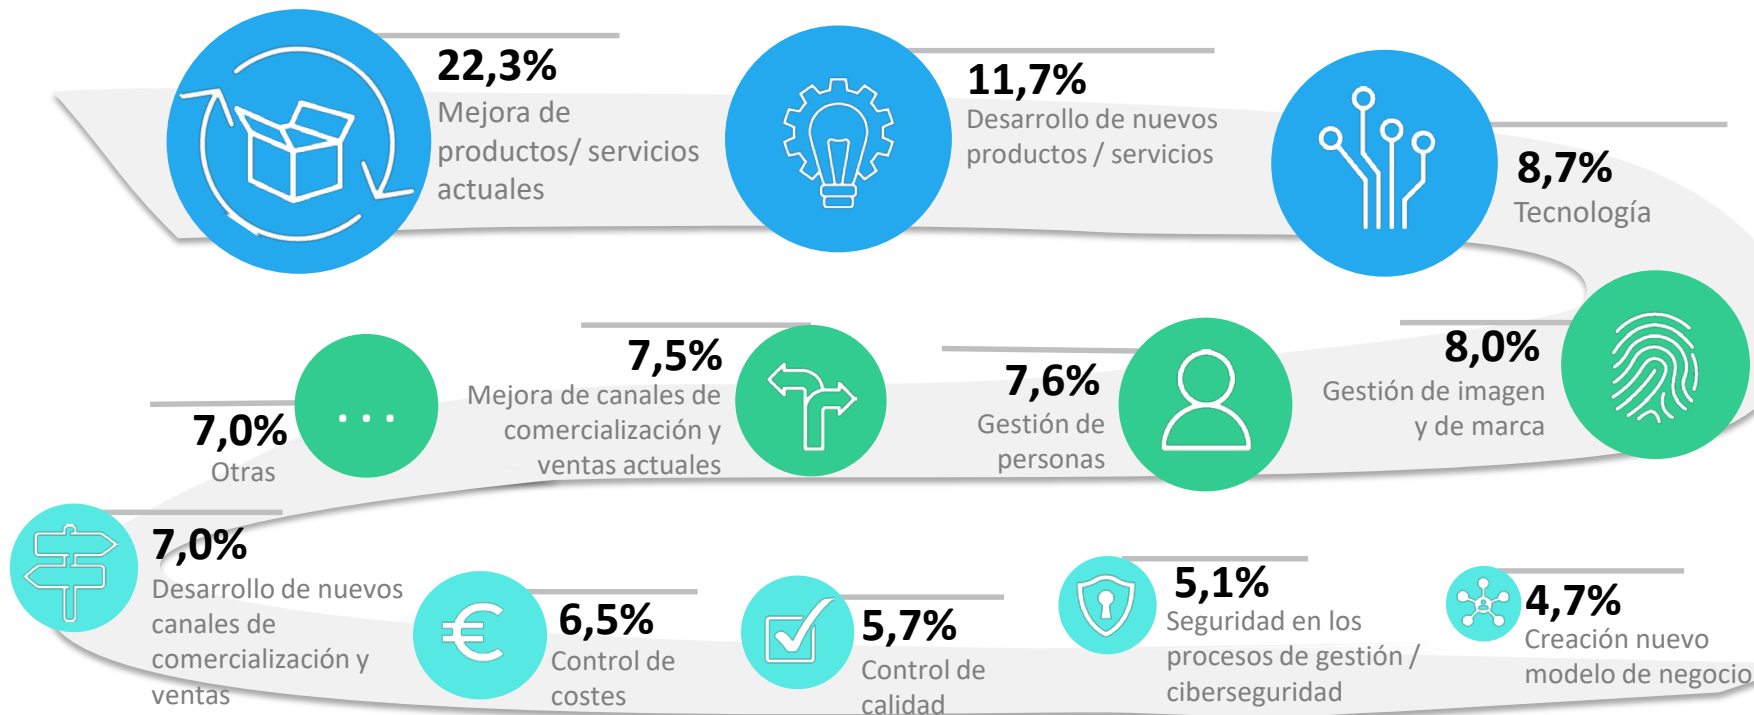 22,3%
Mejora de
productos/ servicios
actuales
11,7%
Desarrollo de nuevos
productos / servicios
8,7%
Tecnología
8,0%
Gestión de imagen
y de marca
7,6%
Gestión de
personas
7,5%
Mejora de canales de
comercialización y
ventas actuales
...
7,0%
Otras
7,0%
Desarrollo de nuevos
canales de
comercialización y
ventas
€
6,5%
Control de
costes
5,7%
Control de
calidad
5,1%
Seguridad en los
procesos de gestión /
ciberseguridad
4,7%
Creación nuevo
modelo de negocio